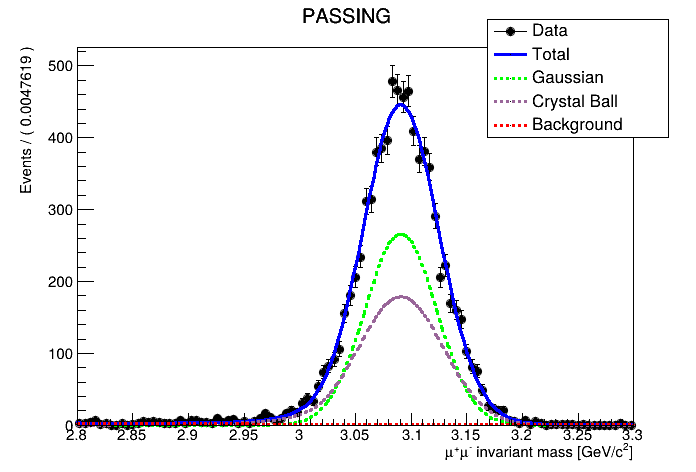 PASSING
Data
Total
Gaussian
Crystal Ball
Background
Events / ( 0.0047619 )
500
400
300
200
100
0
2.8 2.85 2.9 2.95 3 3.05 3.1 3.15 3.2 3.25 3.3
μ⁺μ⁻ invariant mass [GeV/c²]